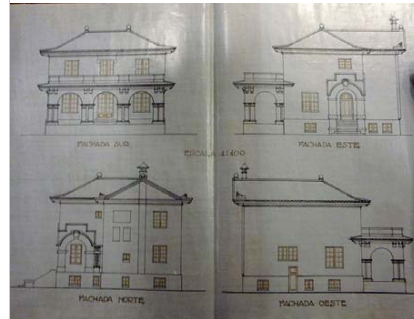 FACHADA SUR
FACHADA ESTE
ESCALA 1:100
FACHADA NORTE
FACHADA OESTE